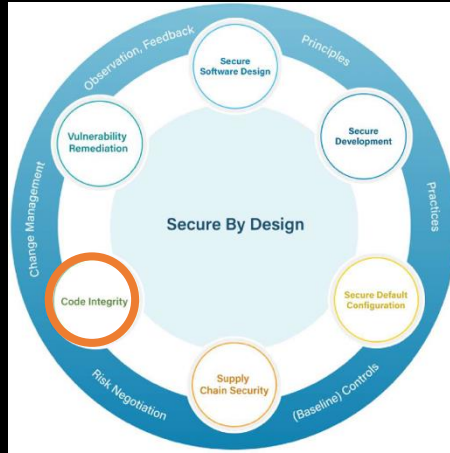 Observation, Feedback
Principles
Secure
Software Design
Vulnerability
Remediation
Secure
Development
Change Management
Secure By Design
Practices
Code Integrity
Secure Default
Configuration
Supply
Chain Security
Risk Negotiation
(Baseline) Controls